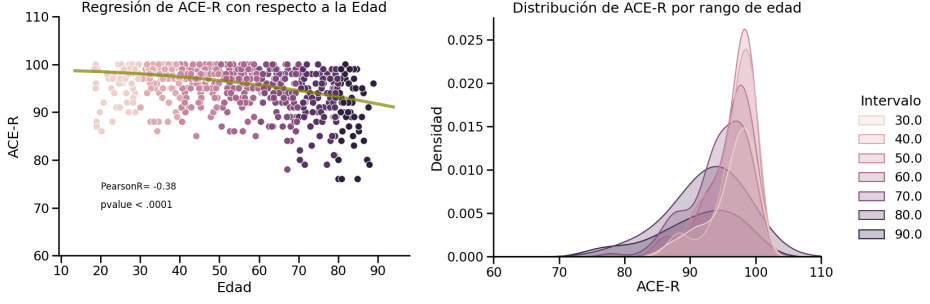 Regresión de ACE-R con respecto a la Edad
110
100
90
80
70
60
ACE-R
PearsonR= -0.38
pvalue < .0001
10 20 30 40 50 60 70 80 90
Edad
Distribución de ACE-R por rango de edad
0.025
0.020
0.015
0.010
0.005
0.000
Densidad
60 70 80 90 100 110
ACE-R
Intervalo
30.0
40.0
50.0
60.0
70.0
80.0
90.0